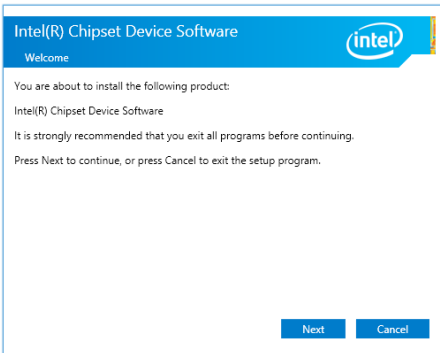 Intel(R) Chipset Device Software
intel
Welcome
You are about to install the following product:
Intel(R) Chipset Device Software
It is strongly recommended that you exit all programs before continuing.
Press Next to continue, or press Cancel to exit the setup program.
Next Cancel